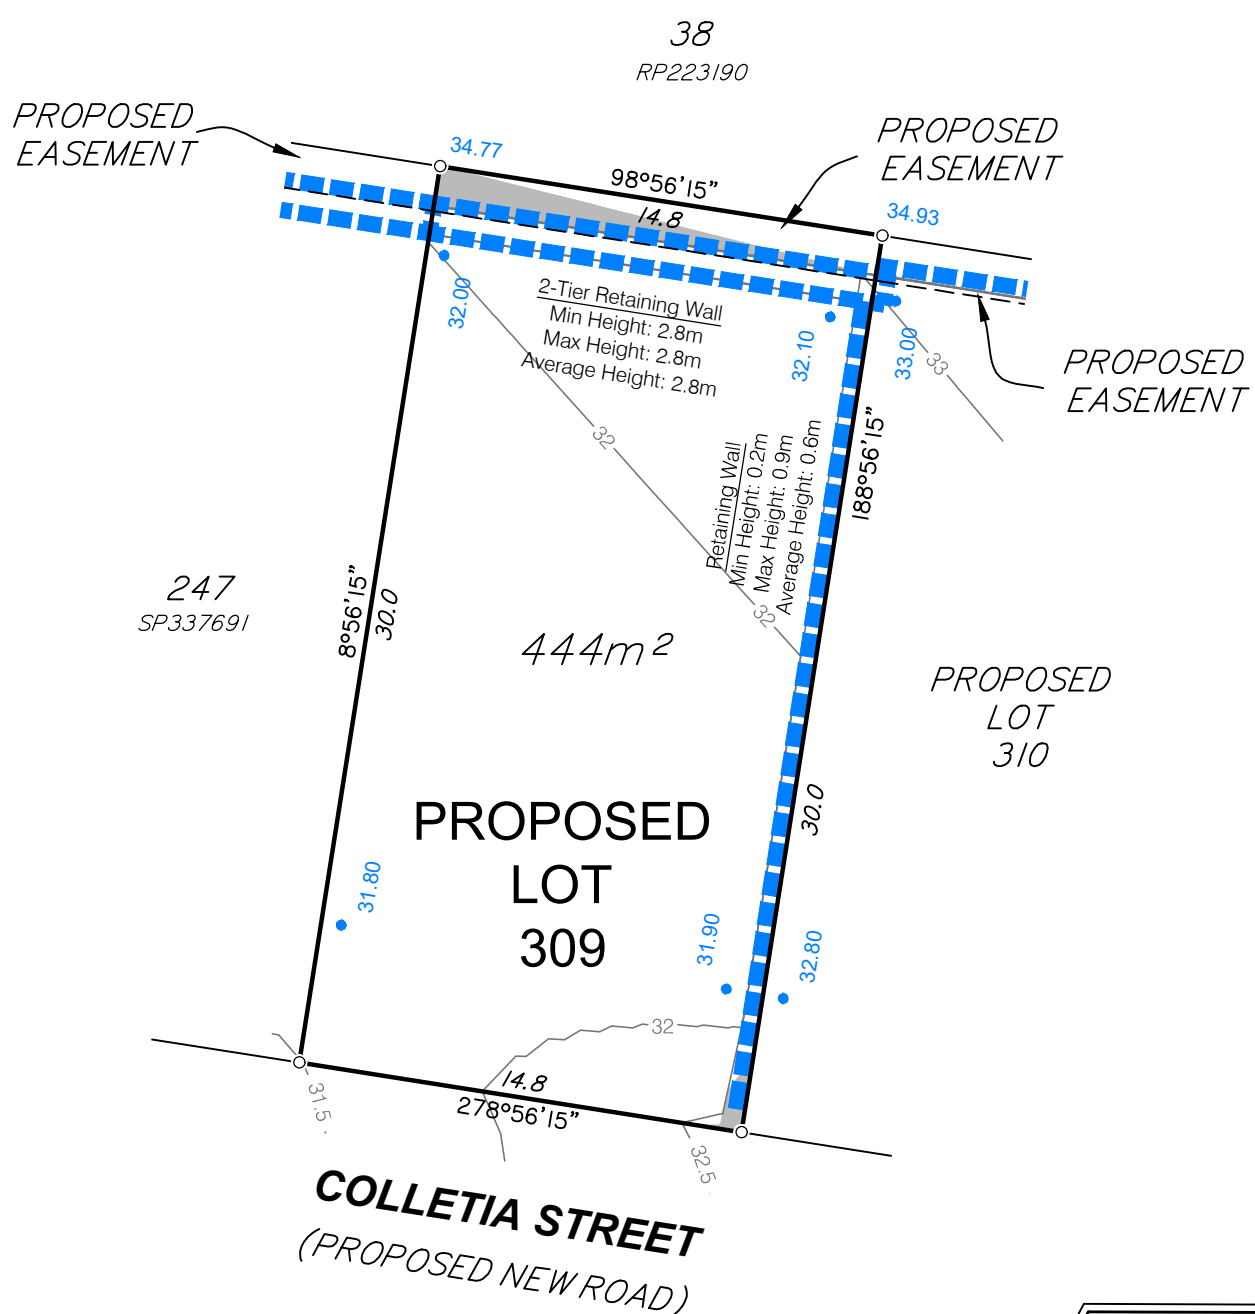 38
RP223190
PROPOSED
EASEMENT
PROPOSED
EASEMENT
34.77
98°56'15"
14.8
34.93
32.00
2-Tier Retaining Wall
Min Height: 2.8m
Max Height: 2.8m
Average Height: 2.8m
32.10
33.00
33
PROPOSED
EASEMENT
32
Retaining Wall
Min Height: 0.2m
Max Height: 0.9m
Average Height: 0.6m
188°56'15"
247
SP337691
8°56'15"
30.0
32
444m²
PROPOSED
LOT
310
30.0
PROPOSED
LOT
309
31.80
31.90
32.80
32
31.5
14.8
278°56'15"
32.5
COLLETIA STREET
(PROPOSED NEW ROAD)